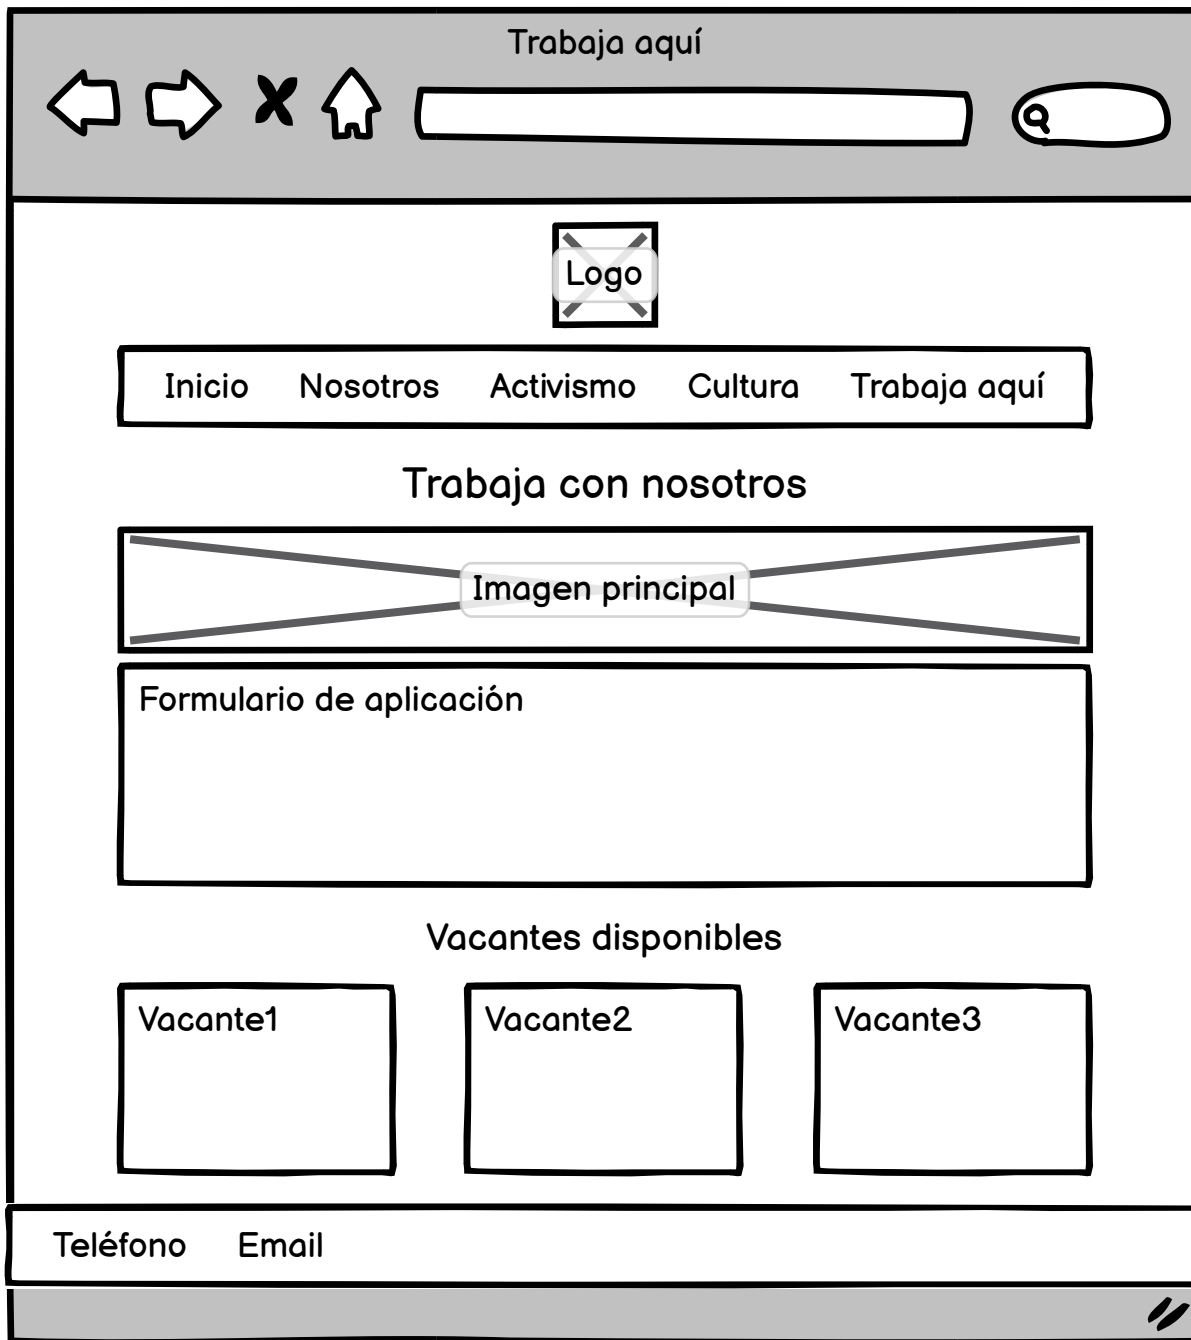 Trabaja aquí
Logo
Inicio Nosotros Activismo Cultura Trabaja aquí
Trabaja con nosotros
Imagen principal
Formulario de aplicación
Vacantes disponibles
Vacante1 Vacante2 Vacante3
Teléfono Email